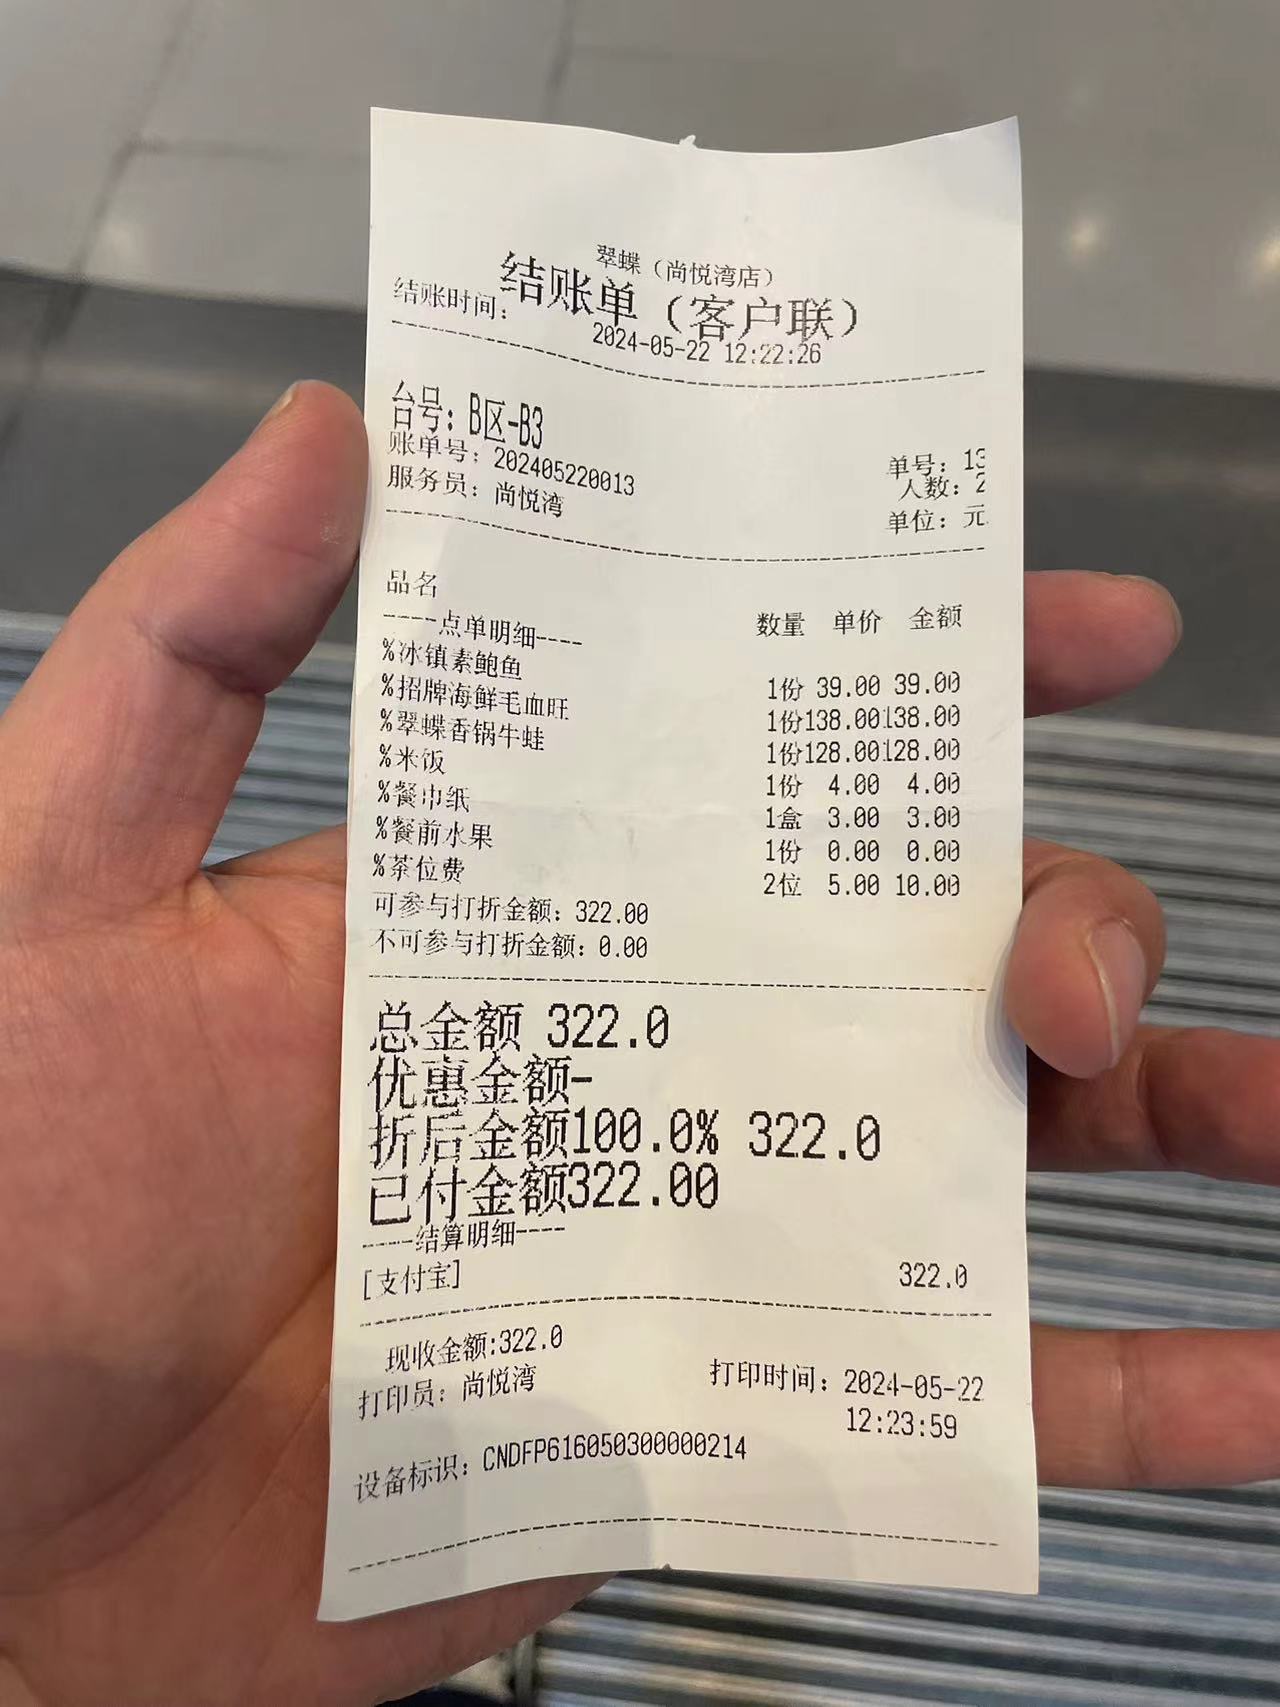 翠蝶（尚悦湾店）
结账单（客户联）
结账时间： 2024-05-22 12:22:26
台号：B区-B3
账单号：202405220013 单号：13
服务员：尚悦湾 人数：2
单位：元
品名 数量 单价 金额
----点单明细----
%冰镇素鲍鱼 1份 39.00 39.00
%招牌海鲜毛血旺 1份138.00138.00
%翠蝶香锅牛蛙 1份128.00128.00
%米饭 1份 4.00 4.00
%餐巾纸 1盒 3.00 3.00
%餐前水果 1份 0.00 0.00
%茶位费 2位 5.00 10.00
可参与打折金额：322.00
不可参与打折金额：0.00
总金额 322.0
优惠金额-
折后金额100.0% 322.0
已付金额322.00
----结算明细----
[支付宝] 322.0
现收金额:322.0
打印员：尚悦湾 打印时间：2024-05-22
12:23:59
设备标识：CNDFP616050300000214